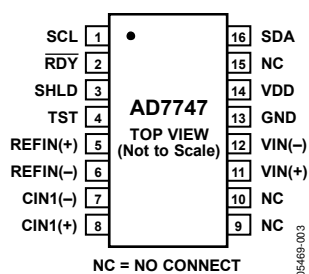 SCL 1
RDY 2
SHLD 3
TST 4
REFIN(+) 5
REFIN(–) 6
CIN1(–) 7
CIN1(+) 8
AD7747
TOP VIEW
(Not to Scale)
16 SDA
15 NC
14 VDD
13 GND
12 VIN(–)
11 VIN(+)
10 NC
9 NC
NC = NO CONNECT
05469-003